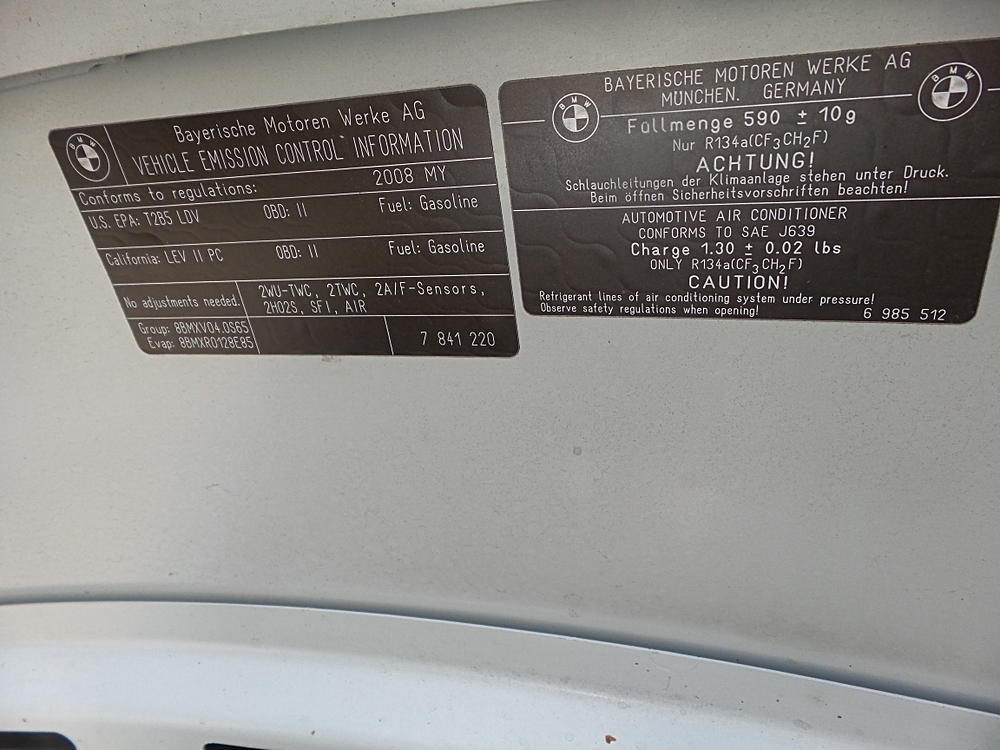 BMW
Bayerische Motoren Werke AG
VEHICLE EMISSION CONTROL INFORMATION
Conforms to regulations: 2008 MY
U.S. EPA: T2B5 LDV OBD: II Fuel: Gasoline
California: LEV II PC OBD: II Fuel: Gasoline
No adjustments needed. 2WU-TWC, 2TWC, 2A/F-Sensors,
2HO2S, SFI, AIR
Group: 8BMXV04.0S65
Evap: 8BMXR0128E85
7 841 220
BAYERISCHE MOTOREN WERKE AG
MÜNCHEN. GERMANY
BMW
BMW
Füllmenge 590 ± 10g
Nur R134a(CF3CH2F)
ACHTUNG!
Schlauchleitungen der Klimaanlage stehen unter Druck.
Beim öffnen Sicherheitsvorschriften beachten!
AUTOMOTIVE AIR CONDITIONER
CONFORMS TO SAE J639
Charge 1.30 ± 0.02 lbs
ONLY R134a(CF3CH2F)
CAUTION!
Refrigerant lines of air conditioning system under pressure!
Observe safety regulations when opening!
6 985 512